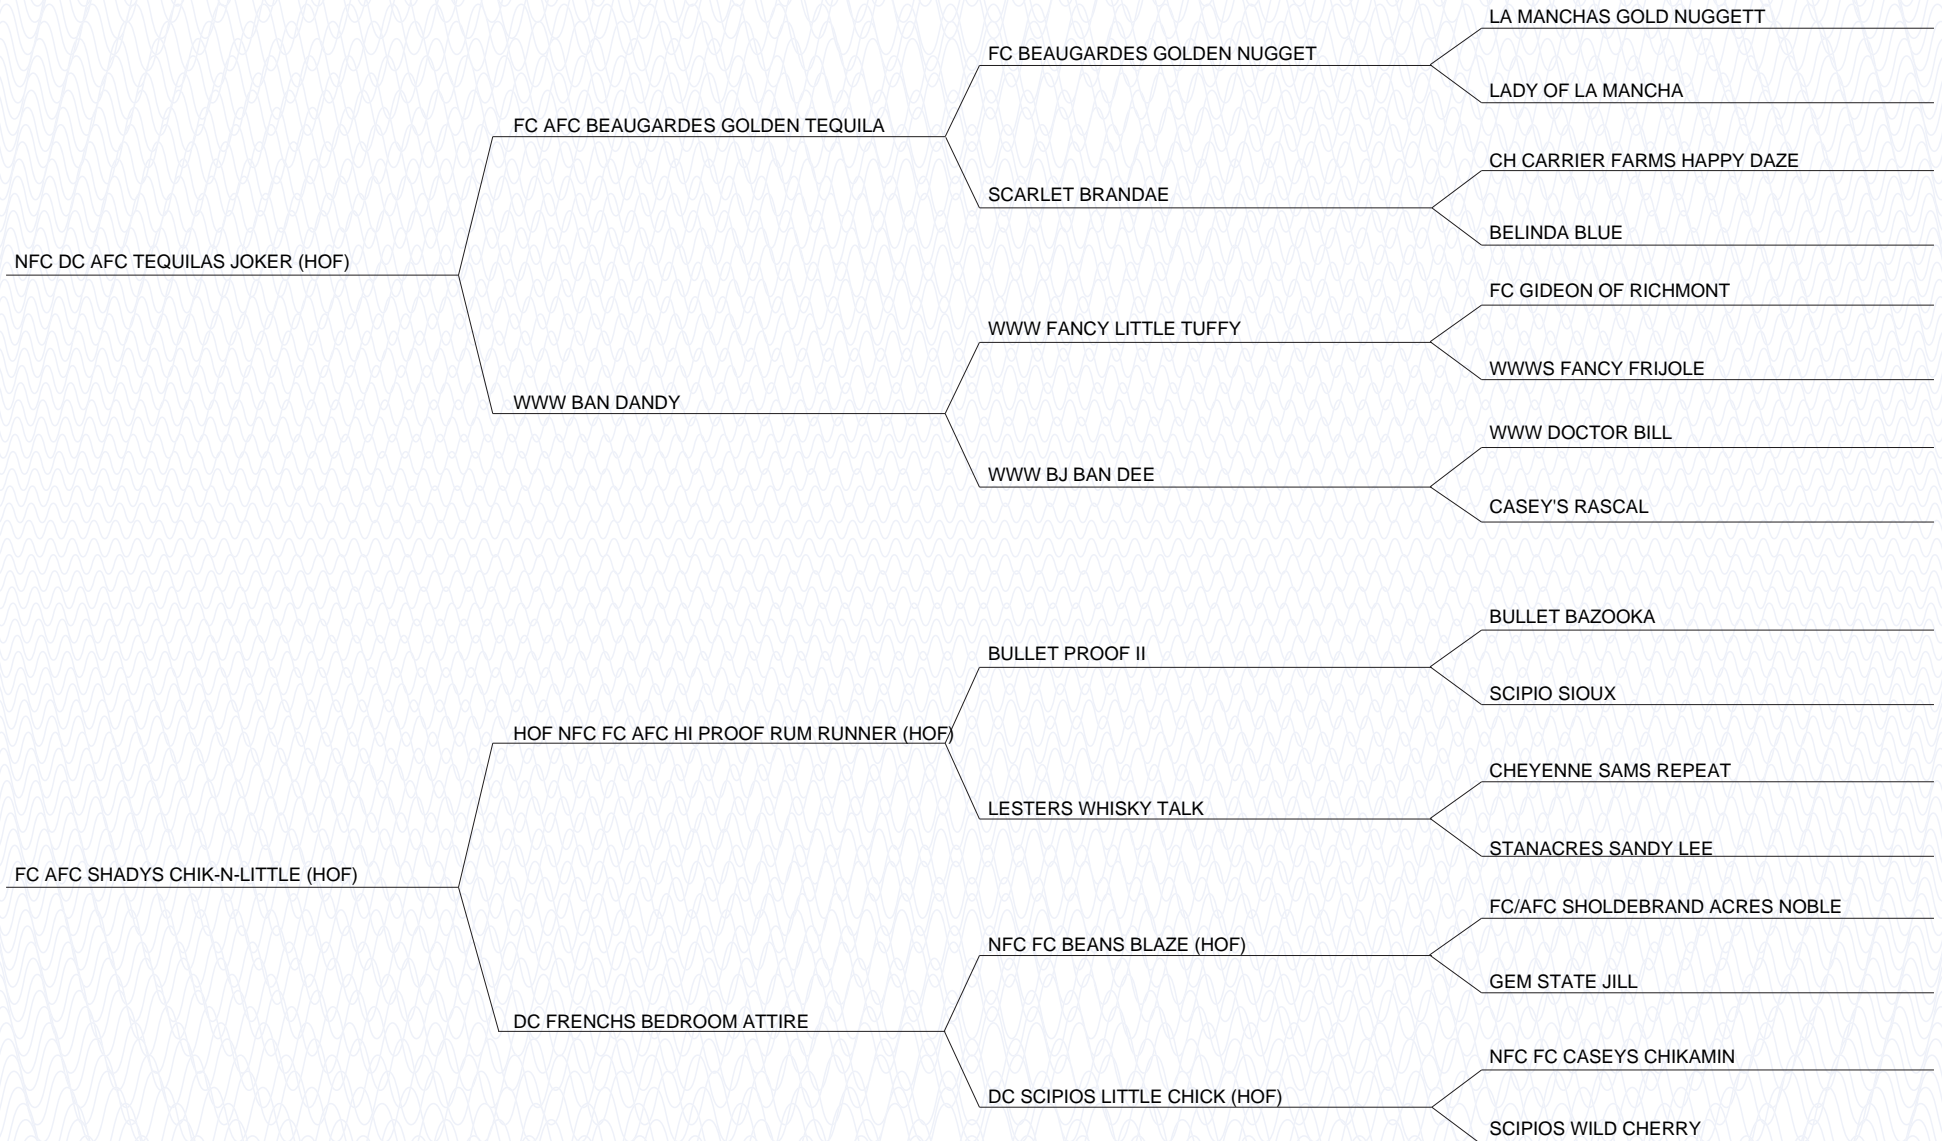 LA MANCHAS GOLD NUGGETT
FC BEAUGARDES GOLDEN NUGGET
LADY OF LA MANCHA
FC AFC BEAUGARDES GOLDEN TEQUILA
CH CARRIER FARMS HAPPY DAZE
SCARLET BRANDAE
BELINDA BLUE
NFC DC AFC TEQUILAS JOKER (HOF)
FC GIDEON OF RICHMONT
WWW FANCY LITTLE TUFFY
WWWS FANCY FRIJOLE
WWW BAN DANDY
WWW DOCTOR BILL
WWW BJ BAN DEE
CASEY'S RASCAL
BULLET BAZOOKA
BULLET PROOF II
SCIPIO SIOUX
HOF NFC FC AFC HI PROOF RUM RUNNER (HOF)
CHEYENNE SAMS REPEAT
LESTERS WHISKY TALK
STANACRES SANDY LEE
FC AFC SHADYS CHIK-N-LITTLE (HOF)
FC/AFC SHOLDEBRAND ACRES NOBLE
NFC FC BEANS BLAZE (HOF)
GEM STATE JILL
DC FRENCHS BEDROOM ATTIRE
NFC FC CASEYS CHIKAMIN
DC SCIPIOS LITTLE CHICK (HOF)
SCIPIOS WILD CHERRY